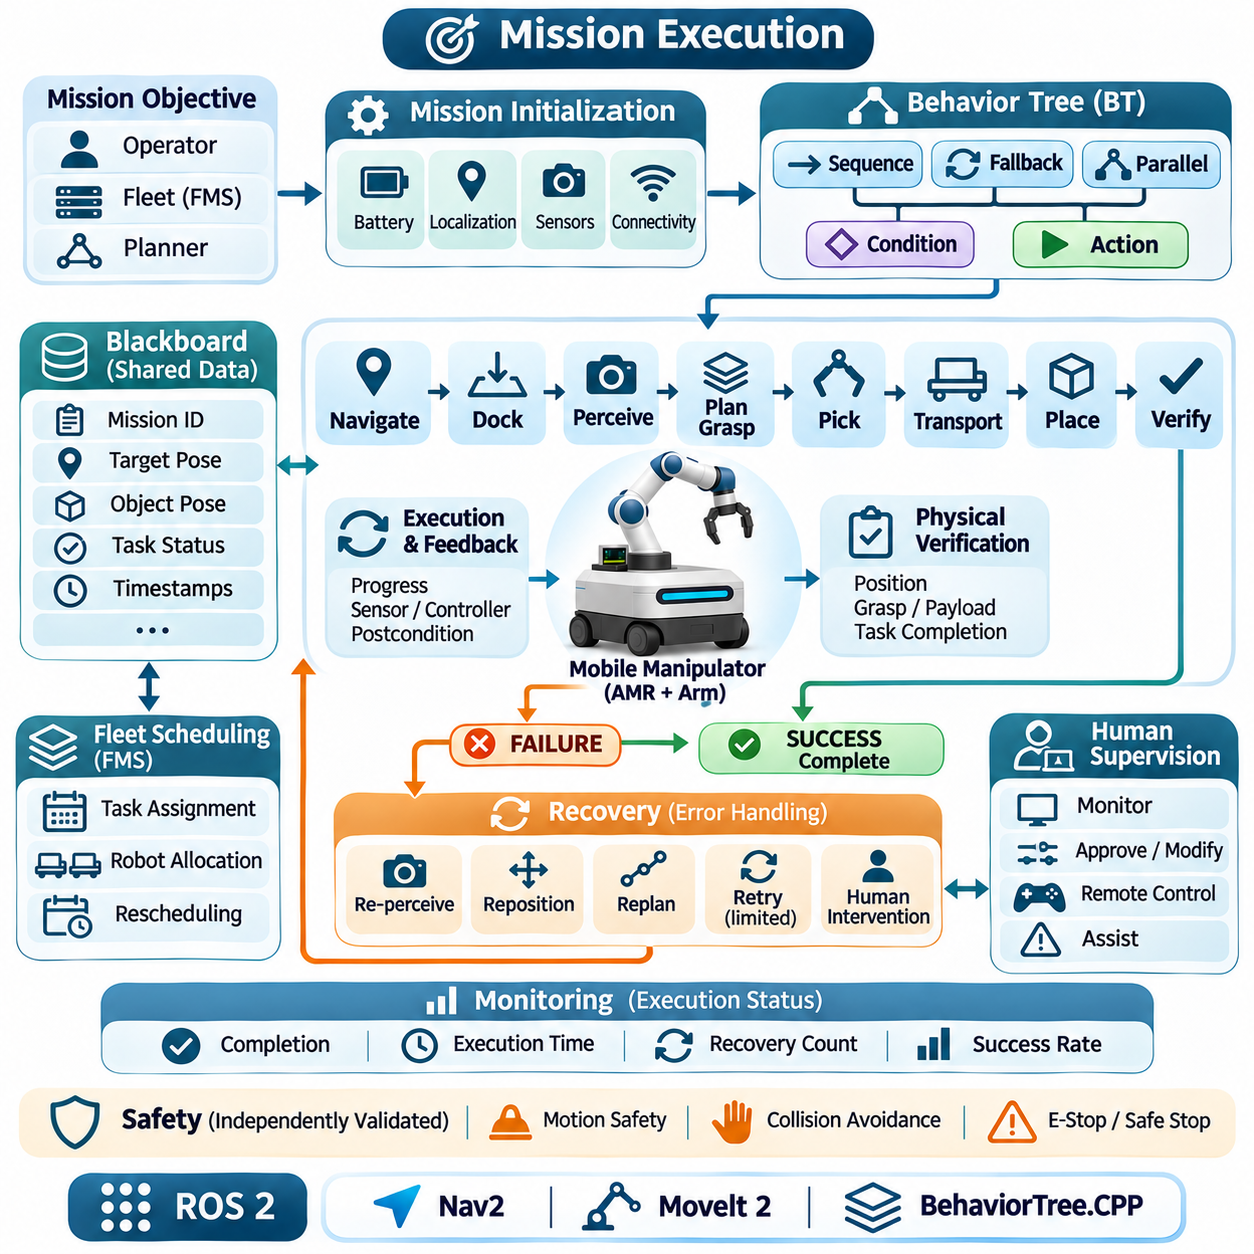 Mission Execution
Mission Objective
Operator
Fleet (FMS)
Planner
Mission Initialization
Battery
Localization
Sensors
Connectivity
Behavior Tree (BT)
Sequence
Fallback
Parallel
Condition
Action
Blackboard
(Shared Data)
Mission ID
Target Pose
Object Pose
Task Status
Timestamps
...
Navigate
Dock
Perceive
Plan
Grasp
Pick
Transport
Place
Verify
Execution
& Feedback
Progress
Sensor / Controller
Postcondition
Mobile Manipulator
(AMR + Arm)
Physical
Verification
Position
Grasp / Payload
Task Completion
FAILURE
SUCCESS
Complete
Fleet Scheduling
(FMS)
Task Assignment
Robot Allocation
Rescheduling
Recovery (Error Handling)
Re-perceive
Reposition
Replan
Retry
(limited)
Human
Intervention
Human
Supervision
Monitor
Approve / Modify
Remote Control
Assist
Monitoring (Execution Status)
Completion
Execution Time
Recovery Count
Success Rate
Safety (Independently Validated)
Motion Safety
Collision Avoidance
E-Stop / Safe Stop
ROS 2
Nav2
MoveIt 2
BehaviorTree.CPP